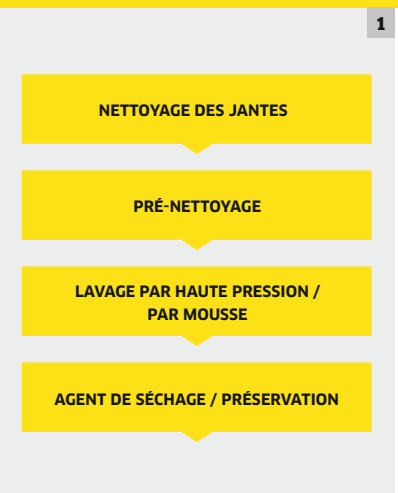 1
NETTOYAGE DES JANTES
PRÉ-NETTOYAGE
LAVAGE PAR HAUTE PRESSION /
PAR MOUSSE
AGENT DE SÉCHAGE / PRÉSERVATION